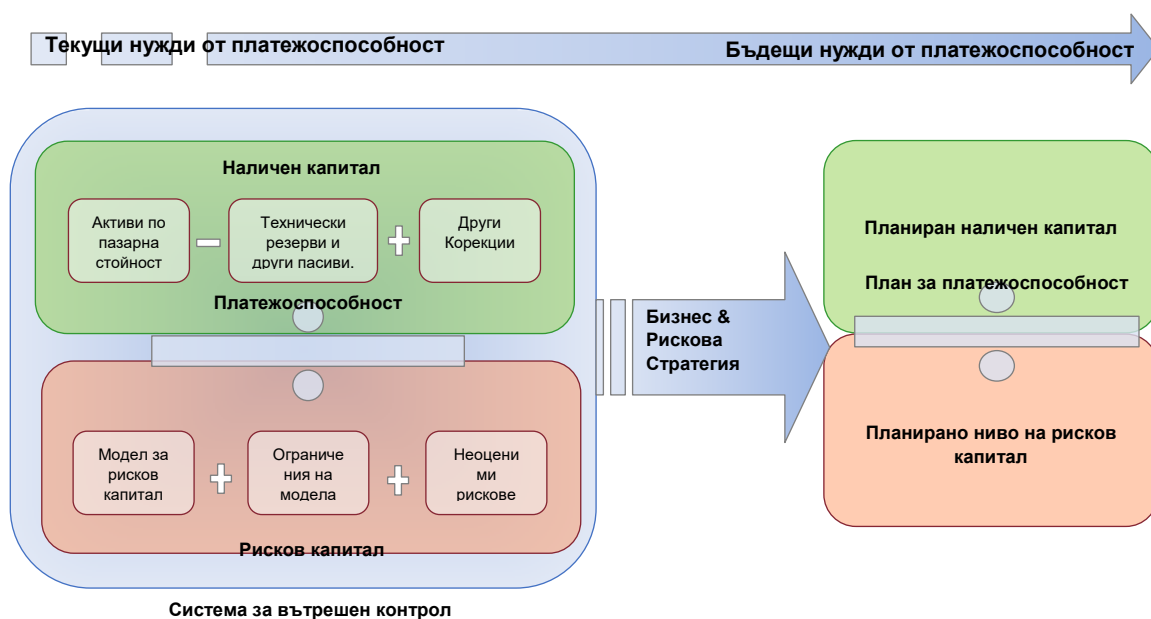 Текущи нужди от платежоспособност
Бъдещи нужди от платежоспособност
Наличен капитал
Активи по
пазарна
стойност
Технически
резерви и
други пасиви.
Други
Корекции
Платежоспособност
Модел за
рисков
капитал
Ограниче
ния на
модела
Неоцени
ми
рискове
Рисков капитал
Система за вътрешен контрол
Бизнес &
Рискова
Стратегия
Планиран наличен капитал
План за платежоспособност
Планирано ниво на рисков
капитал